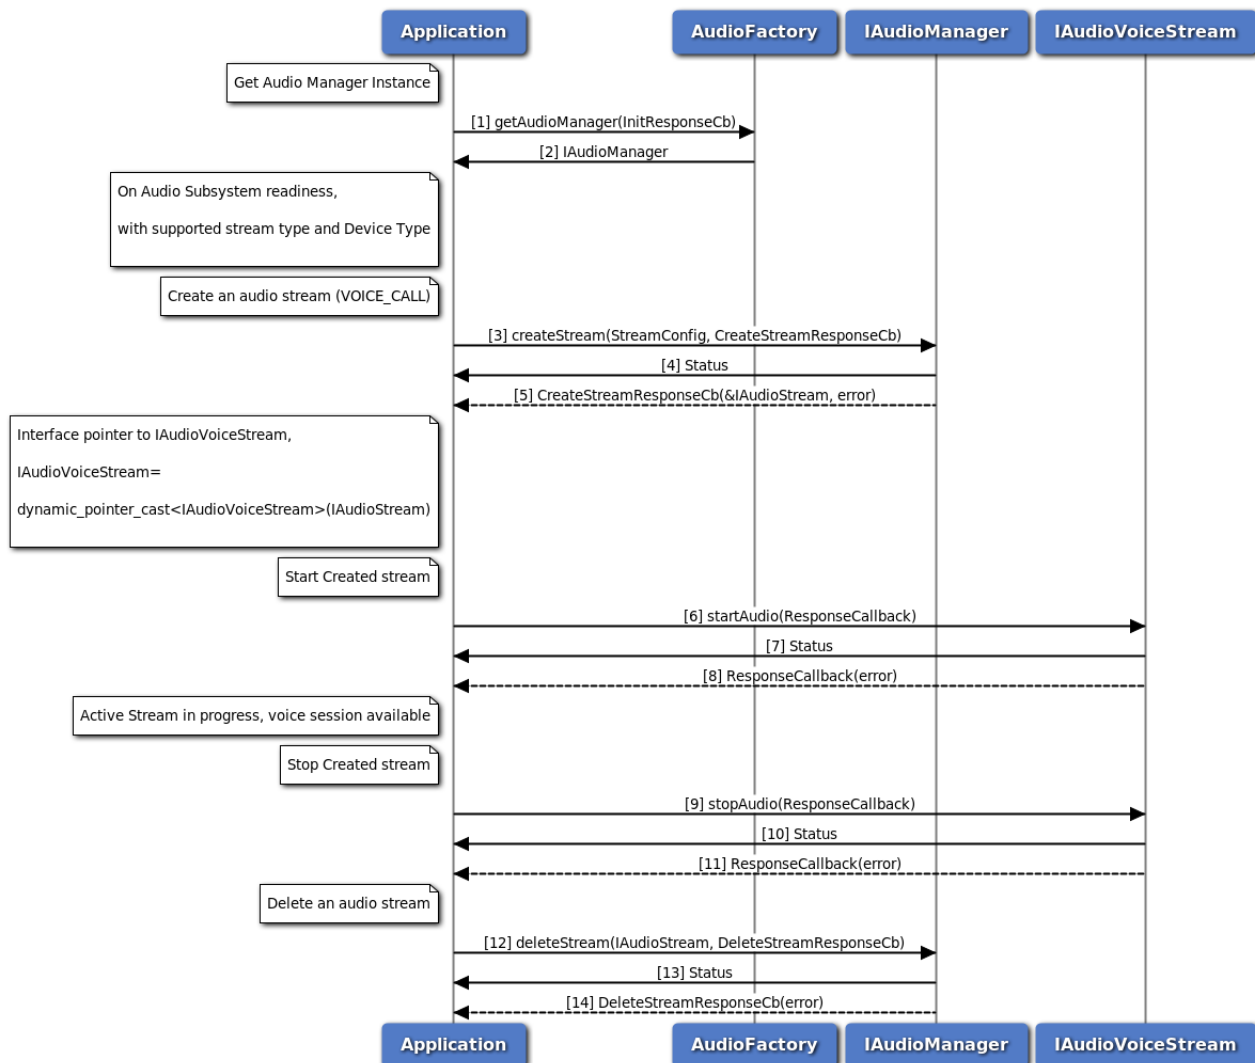 Application
AudioFactory
IAudioManager
IAudioVoiceStream
Get Audio Manager Instance
[1] getAudioManager(InitResponseCb)
[2] IAudioManager
On Audio Subsystem readiness,
with supported stream type and Device Type
Create an audio stream (VOICE_CALL)
[3] createStream(StreamConfig, CreateStreamResponseCb)
[4] Status
[5] CreateStreamResponseCb(&IAudioStream, error)
Interface pointer to IAudioVoiceStream,
IAudioVoiceStream=
dynamic_pointer_cast<IAudioVoiceStream>(IAudioStream)
Start Created stream
[6] startAudio(ResponseCallback)
[7] Status
[8] ResponseCallback(error)
Active Stream in progress, voice session available
Stop Created stream
[9] stopAudio(ResponseCallback)
[10] Status
[11] ResponseCallback(error)
Delete an audio stream
[12] deleteStream(IAudioStream, DeleteStreamResponseCb)
[13] Status
[14] DeleteStreamResponseCb(error)
Application
AudioFactory
IAudioManager
IAudioVoiceStream